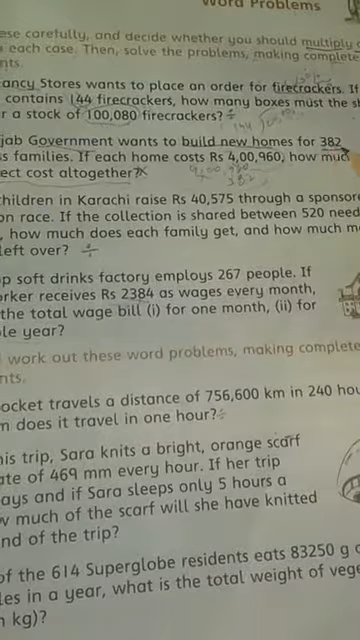 Word Problems
ese carefully, and decide whether you should multiply
each case. Then, solve the problems, making complete
nts.
ancy Stores wants to place an order for firecrackers. If
contains 144 firecrackers, how many boxes must the s
r a stock of 100,080 firecrackers? ÷
jab Government wants to build new homes for 382
s families. If each home costs Rs 4,00,960, how muc
ect cost altogether? x
hildren in Karachi raise Rs 40,575 through a sponsore
on race. If the collection is shared between 520 need
, how much does each family get, and how much m
left over? ÷
p soft drinks factory employs 267 people. If
orker receives Rs 2384 as wages every month,
the total wage bill (i) for one month, (ii) for
le year?
work out these word problems, making complete
nts.
ocket travels a distance of 756,600 km in 240 hou
m does it travel in one hour? ÷
his trip, Sara knits a bright, orange scarf
ate of 469 mm every hour. If her trip
ays and if Sara sleeps only 5 hours a
w much of the scarf will she have knitted
nd of the trip?
of the 614 Superglobe residents eats 83250 g o
les in a year, what is the total weight of vege
n kg)?